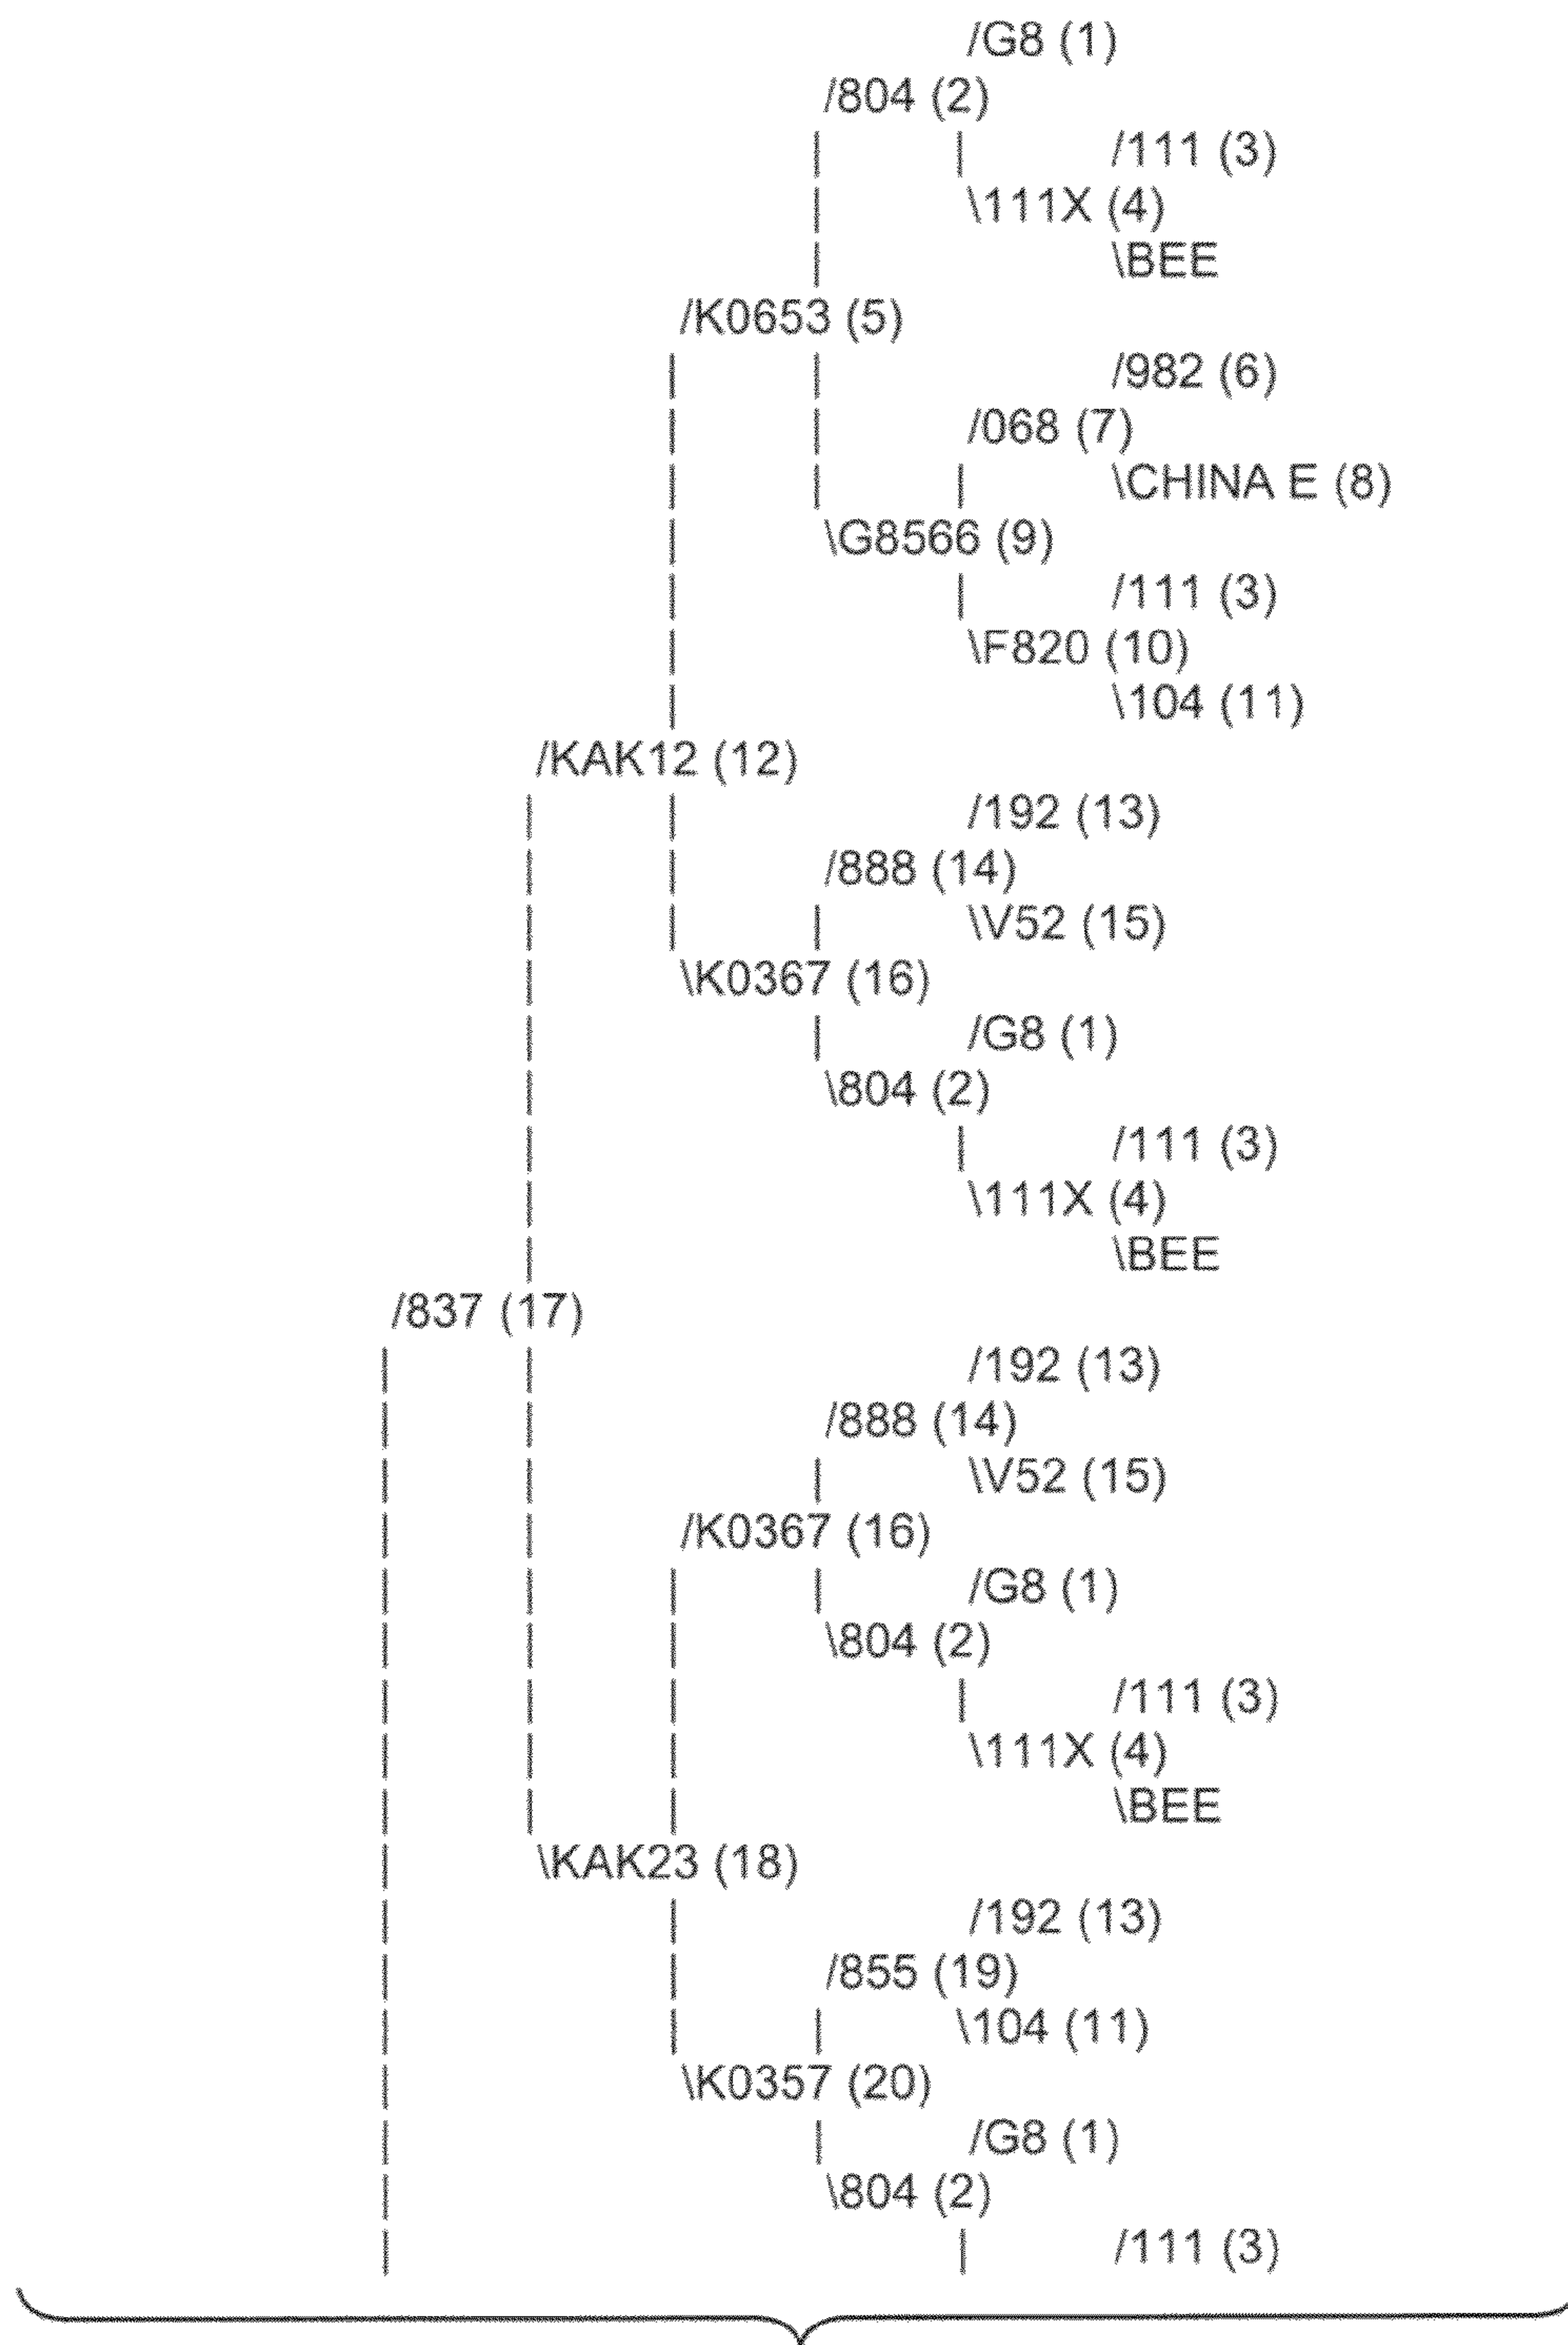 /G8 (1)
/804 (2)
| | /111 (3)
| \111X (4)
| \BEE
/K0653 (5)
| | /982 (6)
| | /068 (7)
| | | \CHINA E (8)
| \G8566 (9)
| | /111 (3)
| \F820 (10)
| \104 (11)
/KAK12 (12)
| | /192 (13)
| | /888 (14)
| | | \V52 (15)
| \K0367 (16)
| | /G8 (1)
| \804 (2)
| | /111 (3)
| \111X (4)
| \BEE
/837 (17)
| | /192 (13)
| | /888 (14)
| | | \V52 (15)
| | /K0367 (16)
| | | | /G8 (1)
| | | \804 (2)
| | | | /111 (3)
| | | \111X (4)
| | | \BEE
| \KAK23 (18)
| | /192 (13)
| | /855 (19)
| | | \104 (11)
| \K0357 (20)
| | /G8 (1)
| \804 (2)
| | /111 (3)